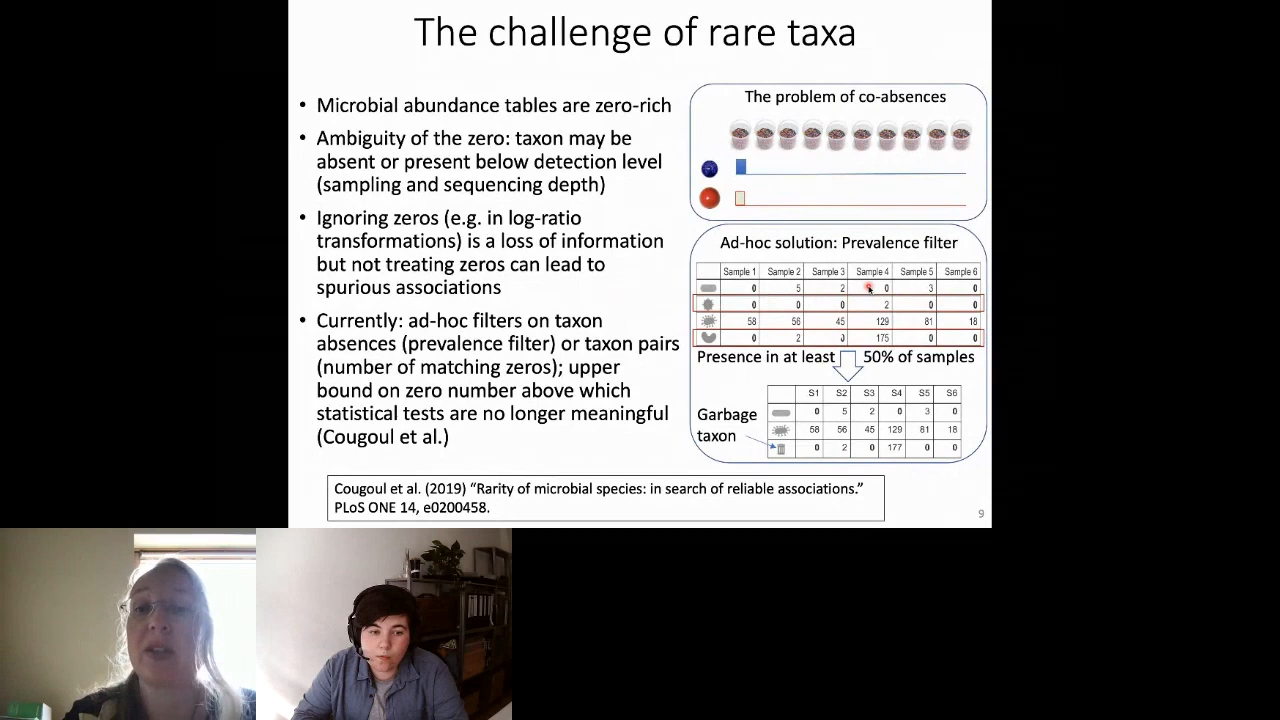 The challenge of rare taxa
• Microbial abundance tables are zero-rich
• Ambiguity of the zero: taxon may be
absent or present below detection level
(sampling and sequencing depth)
• Ignoring zeros (e.g. in log-ratio
transformations) is a loss of information
but not treating zeros can lead to
spurious associations
• Currently: ad-hoc filters on taxon
absences (prevalence filter) or taxon pairs
(number of matching zeros); upper
bound on zero number above which
statistical tests are no longer meaningful
(Cougoul et al.)
The problem of co-absences
Ad-hoc solution: Prevalence filter
Sample 1 Sample 2 Sample 3 Sample 4 Sample 5 Sample 6
0 5 2 0 3 0
0 0 0 2 0 0
58 56 45 129 81 18
0 2 0 175 0 0
Presence in at least 50% of samples
S1 S2 S3 S4 S5 S6
0 5 2 0 3 0
58 56 45 129 81 18
0 2 0 177 0 0
Garbage
taxon
Cougoul et al. (2019) “Rarity of microbial species: in search of reliable associations.”
PLoS ONE 14, e0200458.
9